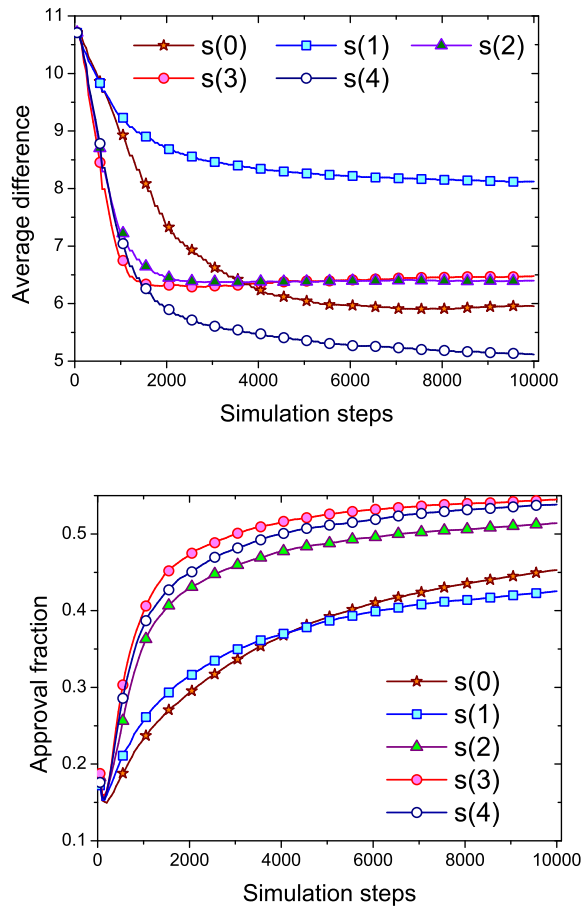 11
s(0) s(1) s(2)
s(3) s(4)
10
9
8
7
6
5
Average difference
0 2000 4000 6000 8000 10000
Simulation steps
0.5
0.4
0.3
0.2
0.1
Approval fraction
s(0)
s(1)
s(2)
s(3)
s(4)
0 2000 4000 6000 8000 10000
Simulation steps